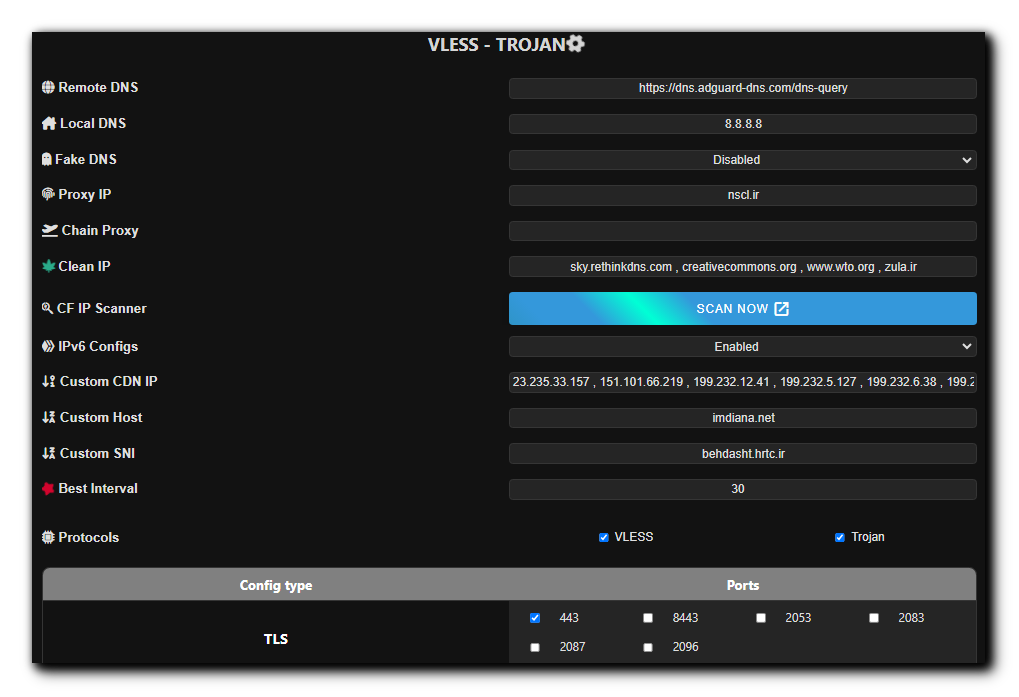 VLESS - TROJAN
Remote DNS https://dns.adguard-dns.com/dns-query
Local DNS 8.8.8.8
Fake DNS Disabled
Proxy IP nscl.ir
Chain Proxy
Clean IP sky.rethinkdns.com , creativecommons.org , www.wto.org , zula.ir
CF IP Scanner SCAN NOW
IPv6 Configs Enabled
Custom CDN IP 23.235.33.157 , 151.101.66.219 , 199.232.12.41 , 199.232.5.127 , 199.232.6.38 ,
Custom Host imdiana.net
Custom SNI behdasht.hrtc.ir
Best Interval 30
Protocols VLESS Trojan
Config type Ports
TLS
443 8443 2053 2083
2087 2096